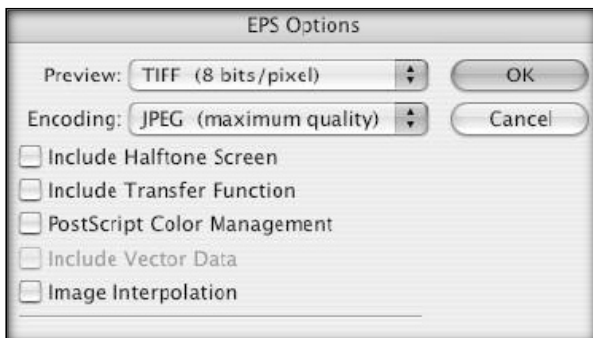 EPS Options
Preview: TIFF (8 bits/pixel) OK
Encoding: JPEG (maximum quality) Cancel
Include Halftone Screen
Include Transfer Function
PostScript Color Management
Include Vector Data
Image Interpolation